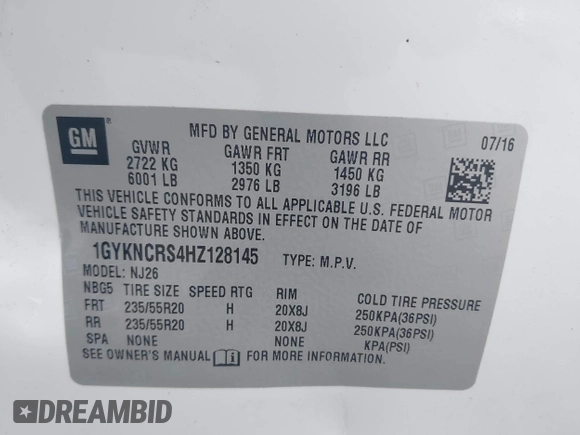 GM
MFD BY GENERAL MOTORS LLC 07/16
GVWR GAWR FRT GAWR RR
2722 KG 1350 KG 1450 KG
6001 LB 2976 LB 3196 LB
THIS VEHICLE CONFORMS TO ALL APPLICABLE U.S. FEDERAL MOTOR
VEHICLE SAFETY STANDARDS IN EFFECT ON THE DATE OF
MANUFACTURE SHOWN ABOVE.
1GYKNCRS4HZ128145 TYPE: M.P.V.
MODEL: NJ26
NBG5 TIRE SIZE SPEED RTG RIM COLD TIRE PRESSURE
FRT 235/55R20 H 20X8J 250KPA(36PSI)
RR 235/55R20 H 20X8J 250KPA(36PSI)
SPA NONE NONE KPA(PSI)
SEE OWNER'S MANUAL FOR MORE INFORMATION.
DREAMBID